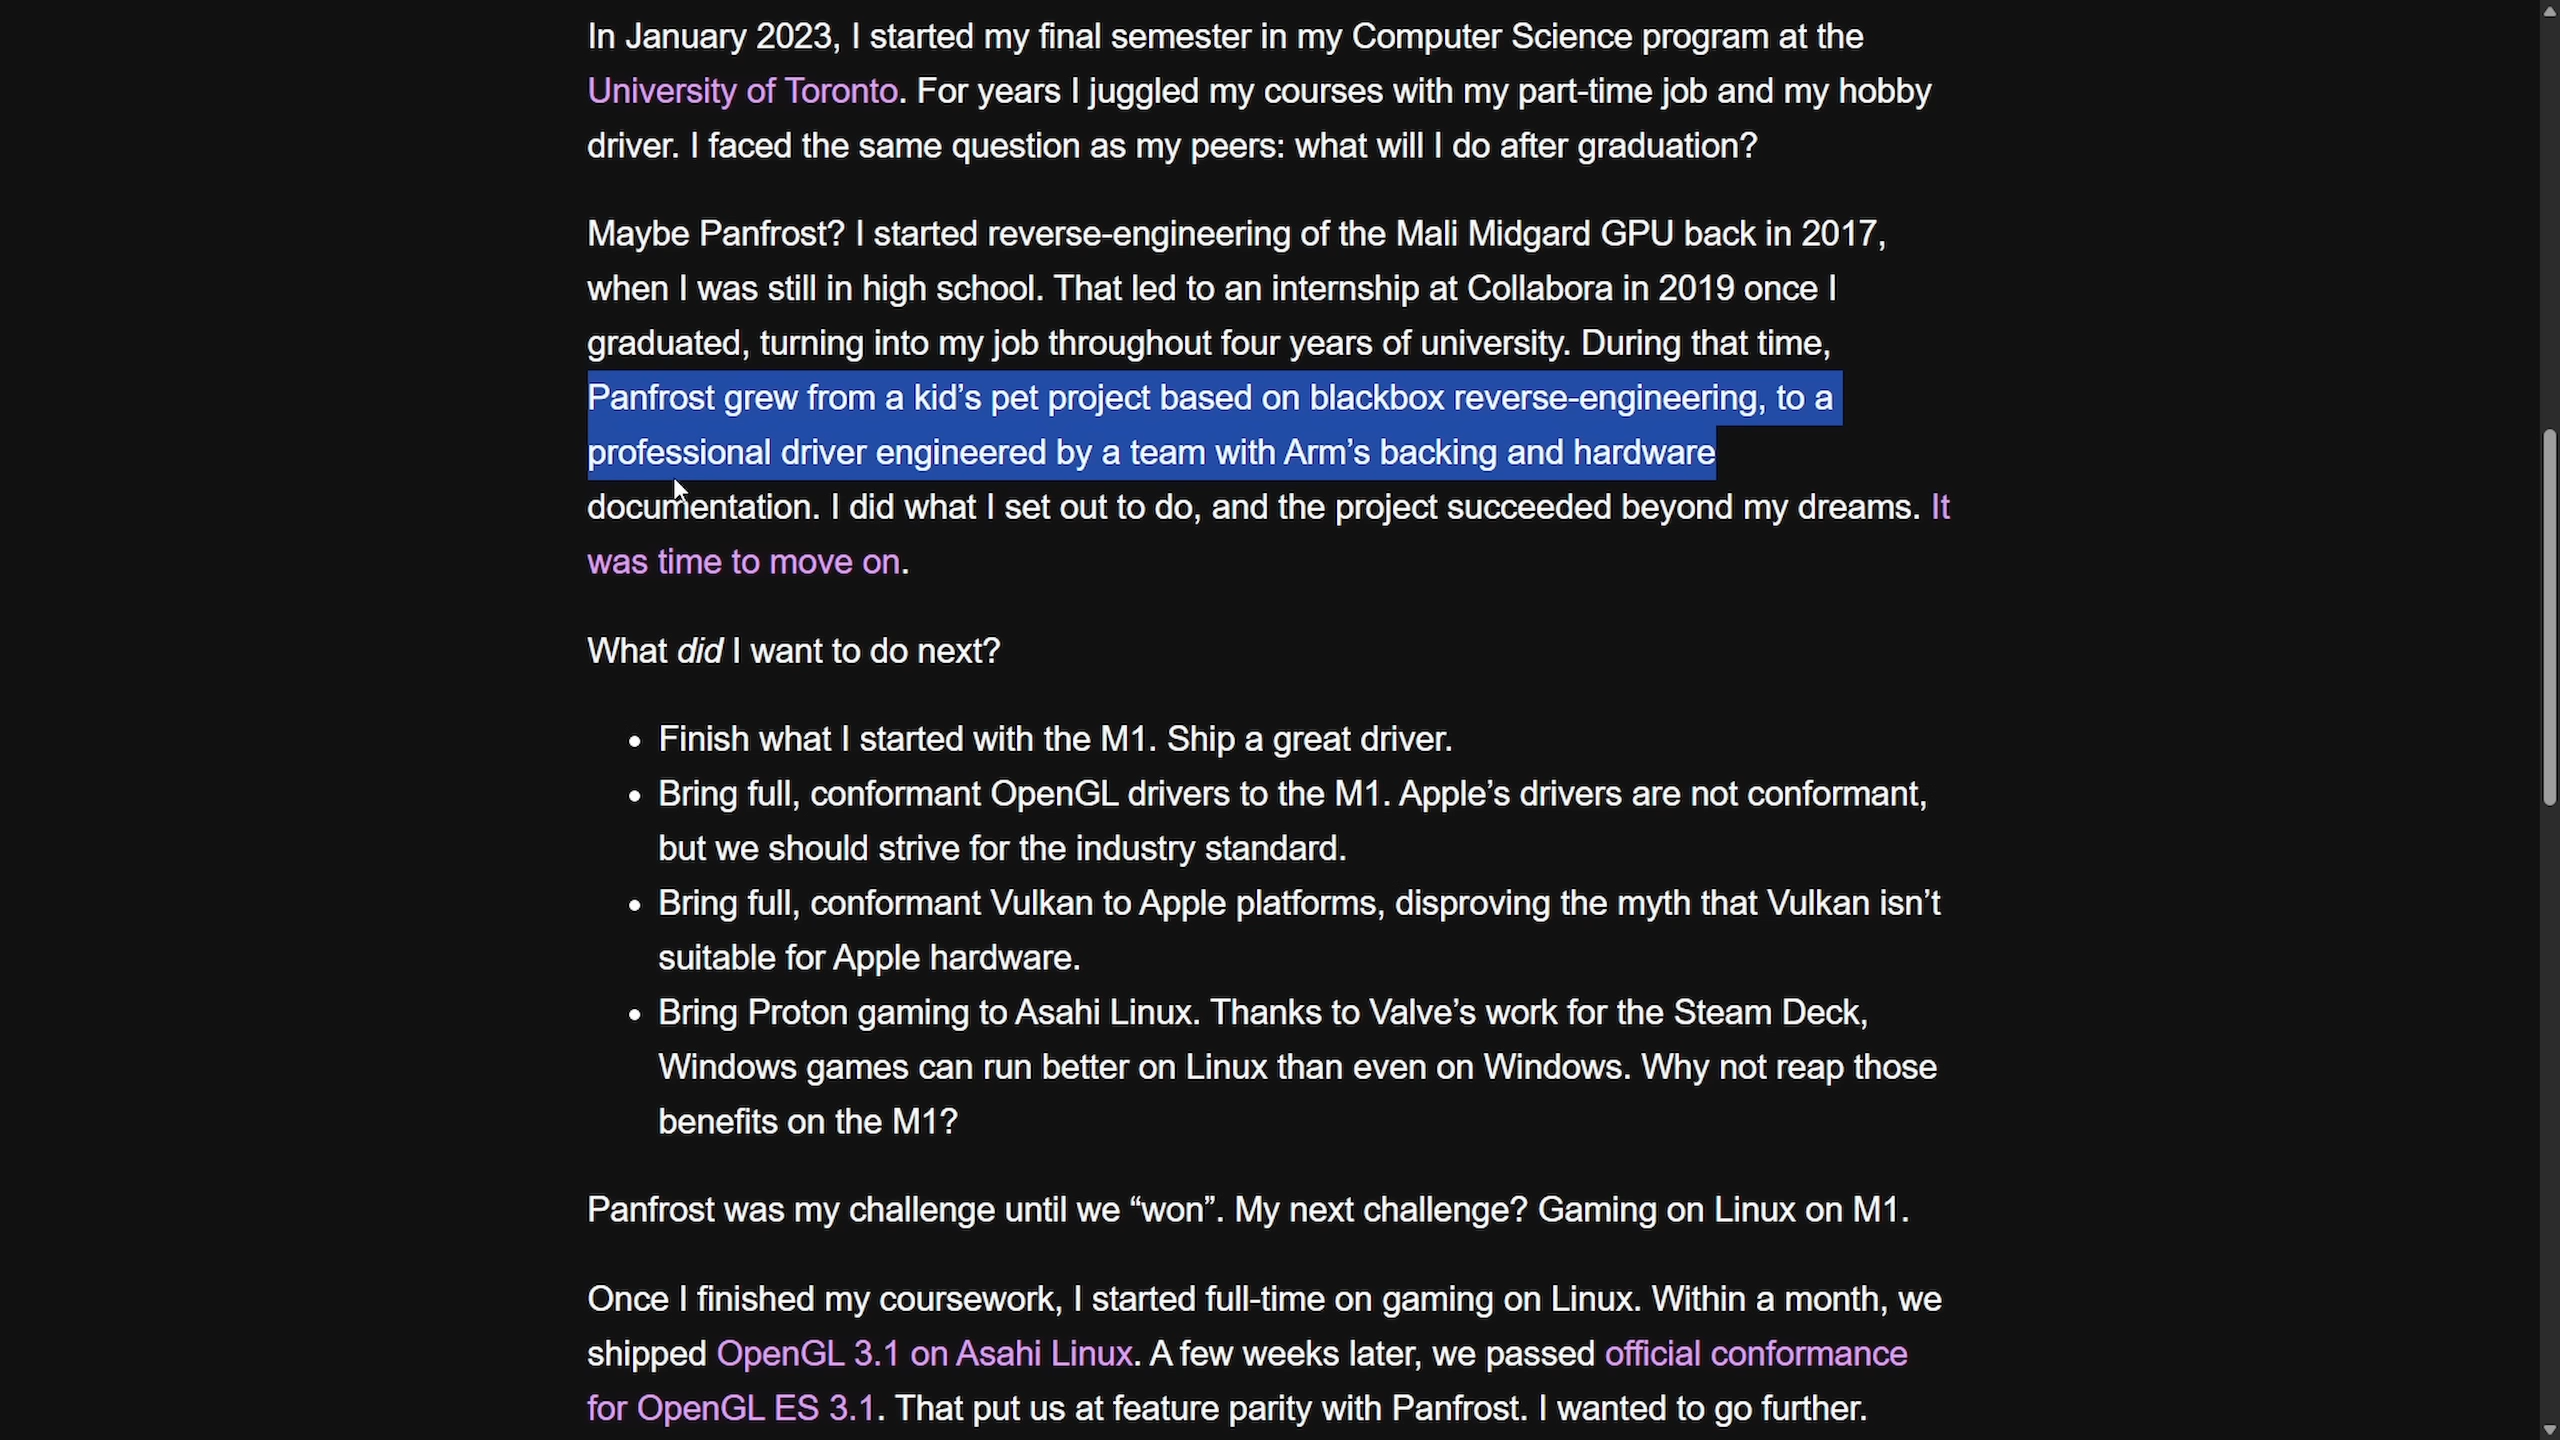 In January 2023, I started my final semester in my Computer Science program at the
University of Toronto. For years I juggled my courses with my part-time job and my hobby
driver. I faced the same question as my peers: what will I do after graduation?
Maybe Panfrost? I started reverse-engineering of the Mali Midgard GPU back in 2017,
when I was still in high school. That led to an internship at Collabora in 2019 once I
graduated, turning into my job throughout four years of university. During that time,
Panfrost grew from a kid’s pet project based on blackbox reverse-engineering, to a
professional driver engineered by a team with Arm’s backing and hardware
documentation. I did what I set out to do, and the project succeeded beyond my dreams. It
was time to move on.
What did I want to do next?
• Finish what I started with the M1. Ship a great driver.
• Bring full, conformant OpenGL drivers to the M1. Apple’s drivers are not conformant,
but we should strive for the industry standard.
• Bring full, conformant Vulkan to Apple platforms, disproving the myth that Vulkan isn’t
suitable for Apple hardware.
• Bring Proton gaming to Asahi Linux. Thanks to Valve’s work for the Steam Deck,
Windows games can run better on Linux than even on Windows. Why not reap those
benefits on the M1?
Panfrost was my challenge until we “won”. My next challenge? Gaming on Linux on M1.
Once I finished my coursework, I started full-time on gaming on Linux. Within a month, we
shipped OpenGL 3.1 on Asahi Linux. A few weeks later, we passed official conformance
for OpenGL ES 3.1. That put us at feature parity with Panfrost. I wanted to go further.